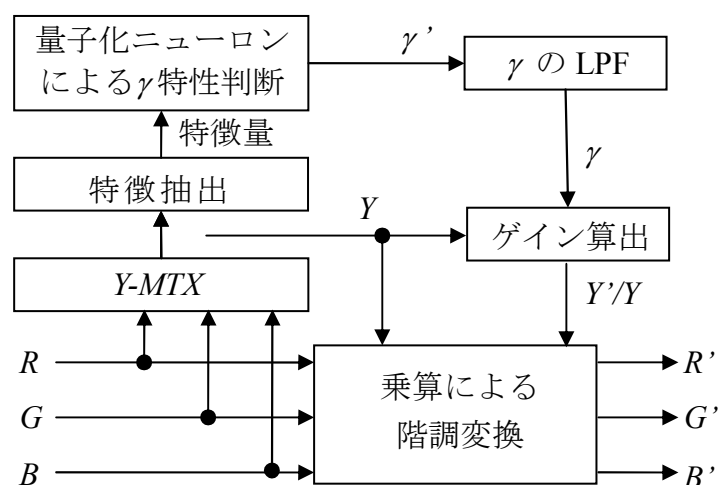 量子化ニューロン
によるγ特性判断
γ’
γ の LPF
特徴量
γ
特徴抽出
Y
ゲイン算出
Y-MTX
Y’/Y
R
乗算による
階調変換
R’
G
G’
B
B’